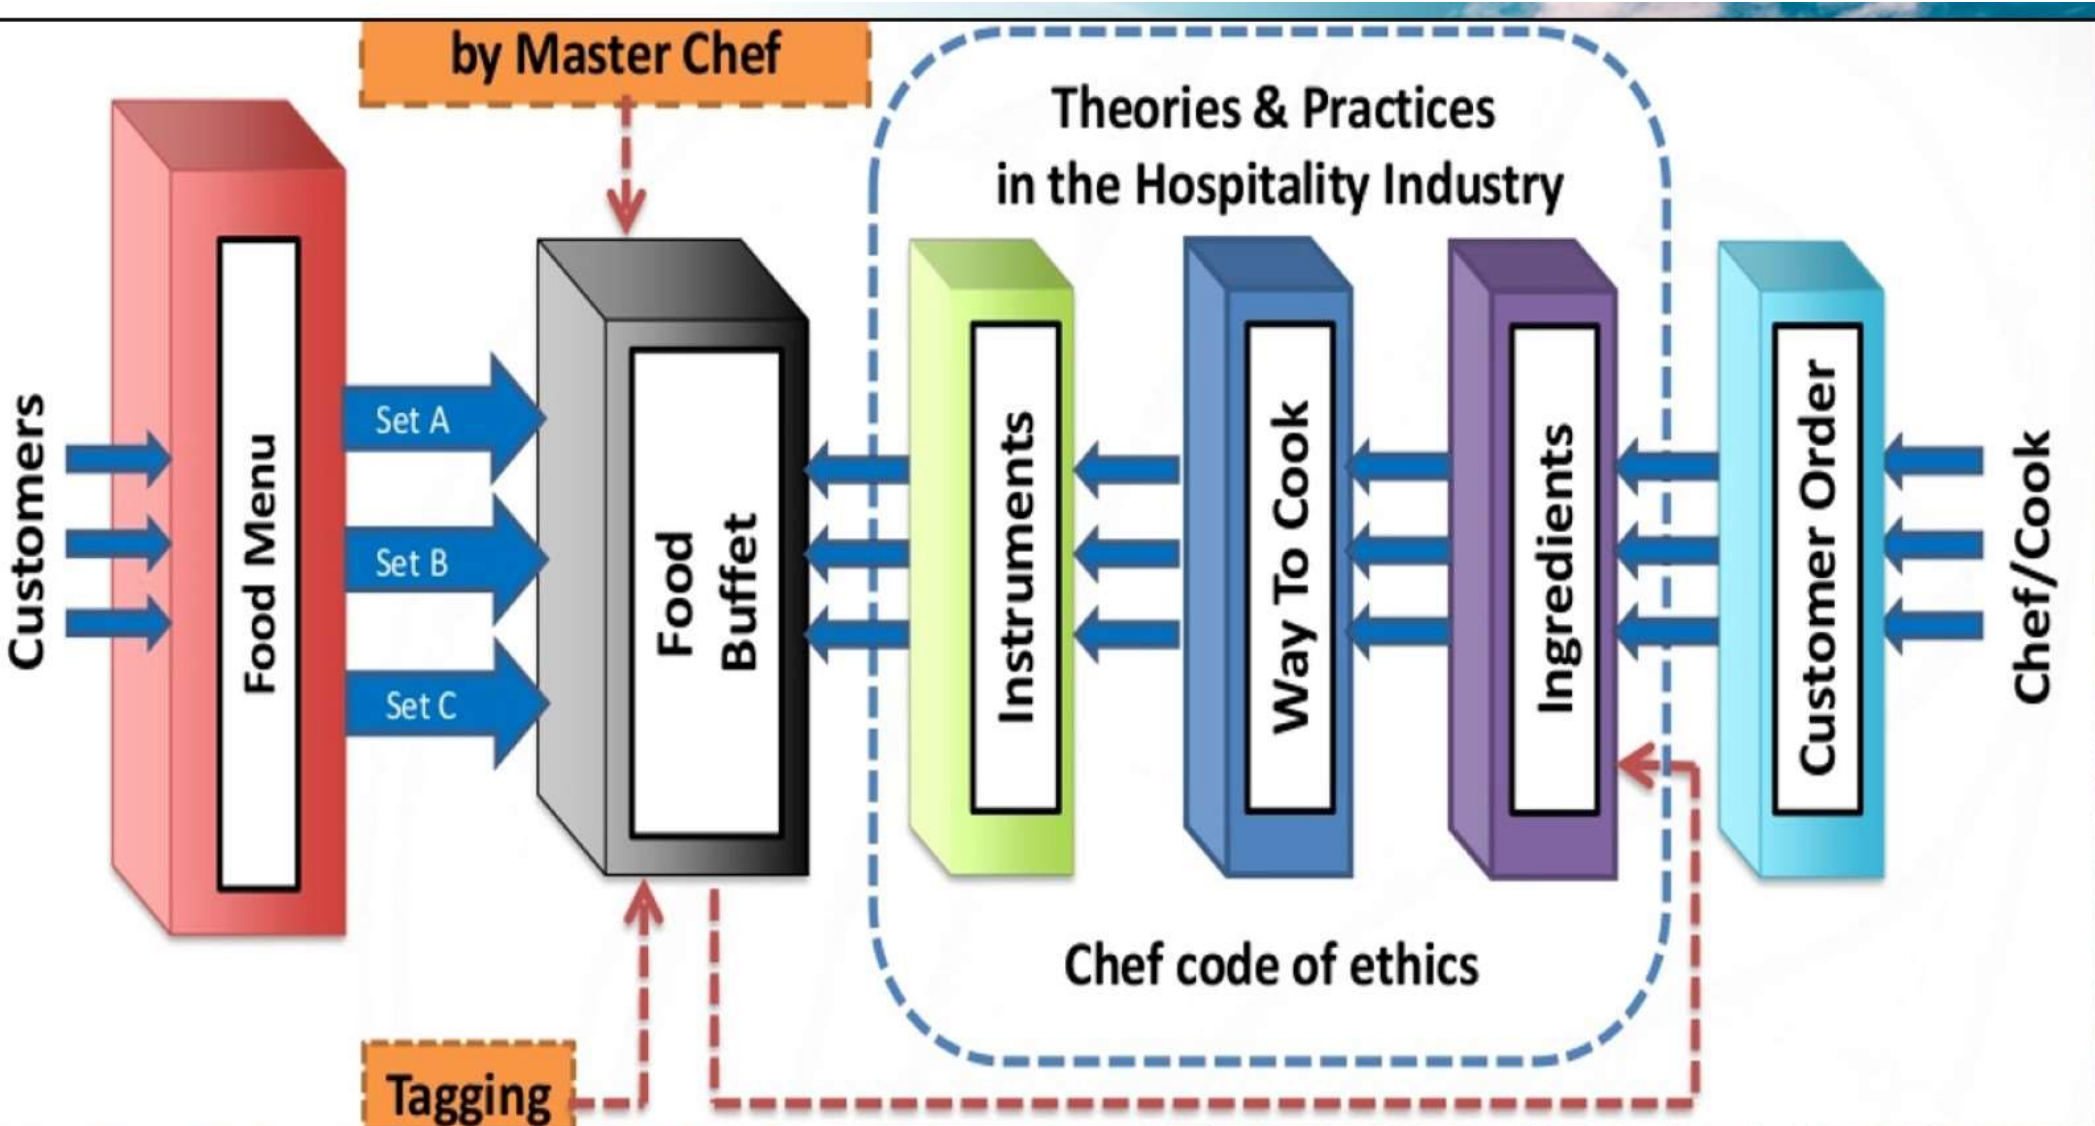 by Master Chef
Theories & Practices
in the Hospitality Industry
Customers
Food Menu
Set A
Set B
Set C
Food
Buffet
Instruments
Way To Cook
Ingredients
Customer Order
Chef/Cook
Chef code of ethics
Tagging